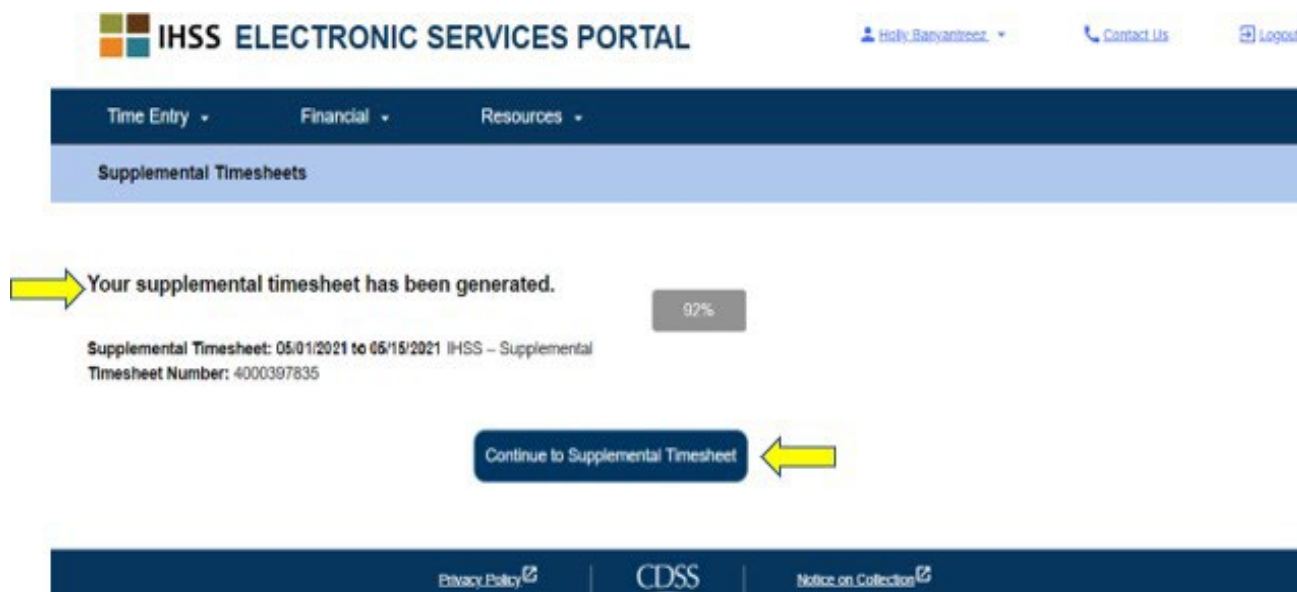 IHSS ELECTRONIC SERVICES PORTAL
Holly Banyantreez
Contact Us
Logout
Time Entry
Financial
Resources
Supplemental Timesheets
Your supplemental timesheet has been generated.
92%
Supplemental Timesheet: 05/01/2021 to 05/15/2021 IHSS – Supplemental
Timesheet Number: 4000397835
Continue to Supplemental Timesheet
Privacy Policy
CDSS
Notice on Collection